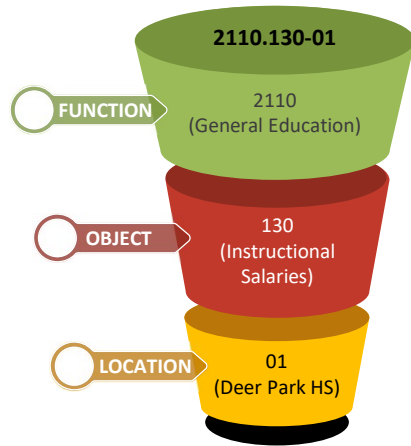 2110.130-01
FUNCTION
2110
(General Education)
OBJECT
130
(Instructional
Salaries)
LOCATION
01
(Deer Park HS)